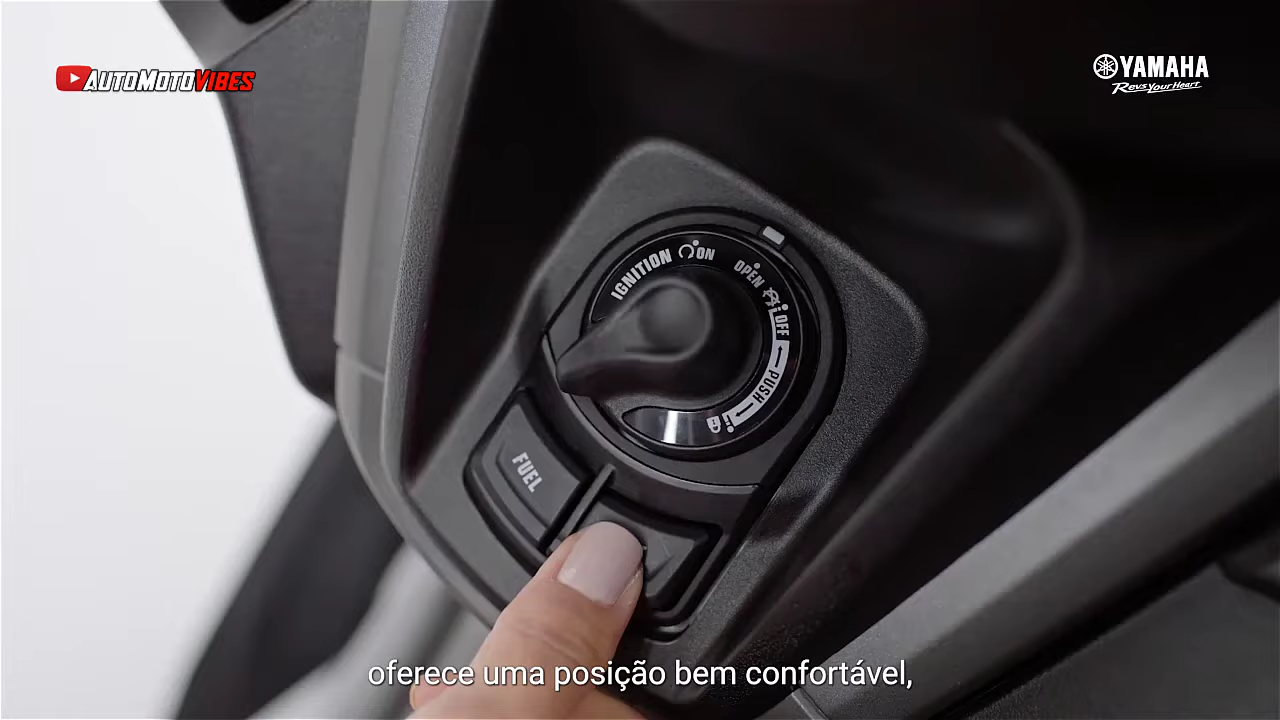 AUTOMOTOVIBES
YAMAHA
Revs Your Heart
IGNITION ON
OPEN
OFF
PUSH
FUEL
oferece uma posição bem confortável,